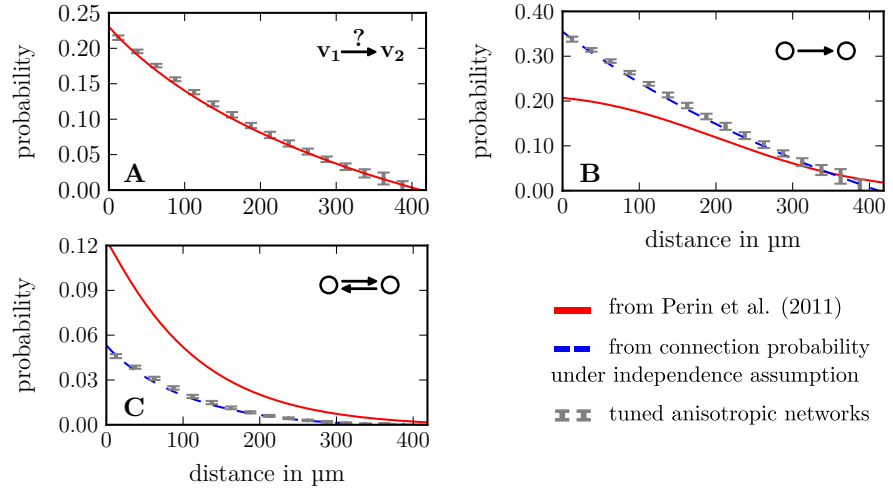 0.25
0.20
0.15
0.10
0.05
0.00
probability
?
v1 v2
A
0 100 200 300 400
0.40
0.30
0.20
0.10
0.00
probability
B
0 100 200 300 400
distance in µm
0.12
0.09
0.06
0.03
0.00
probability
C
0 100 200 300 400
distance in µm
from Perin et al. (2011)
from connection probability
under independence assumption
tuned anisotropic networks